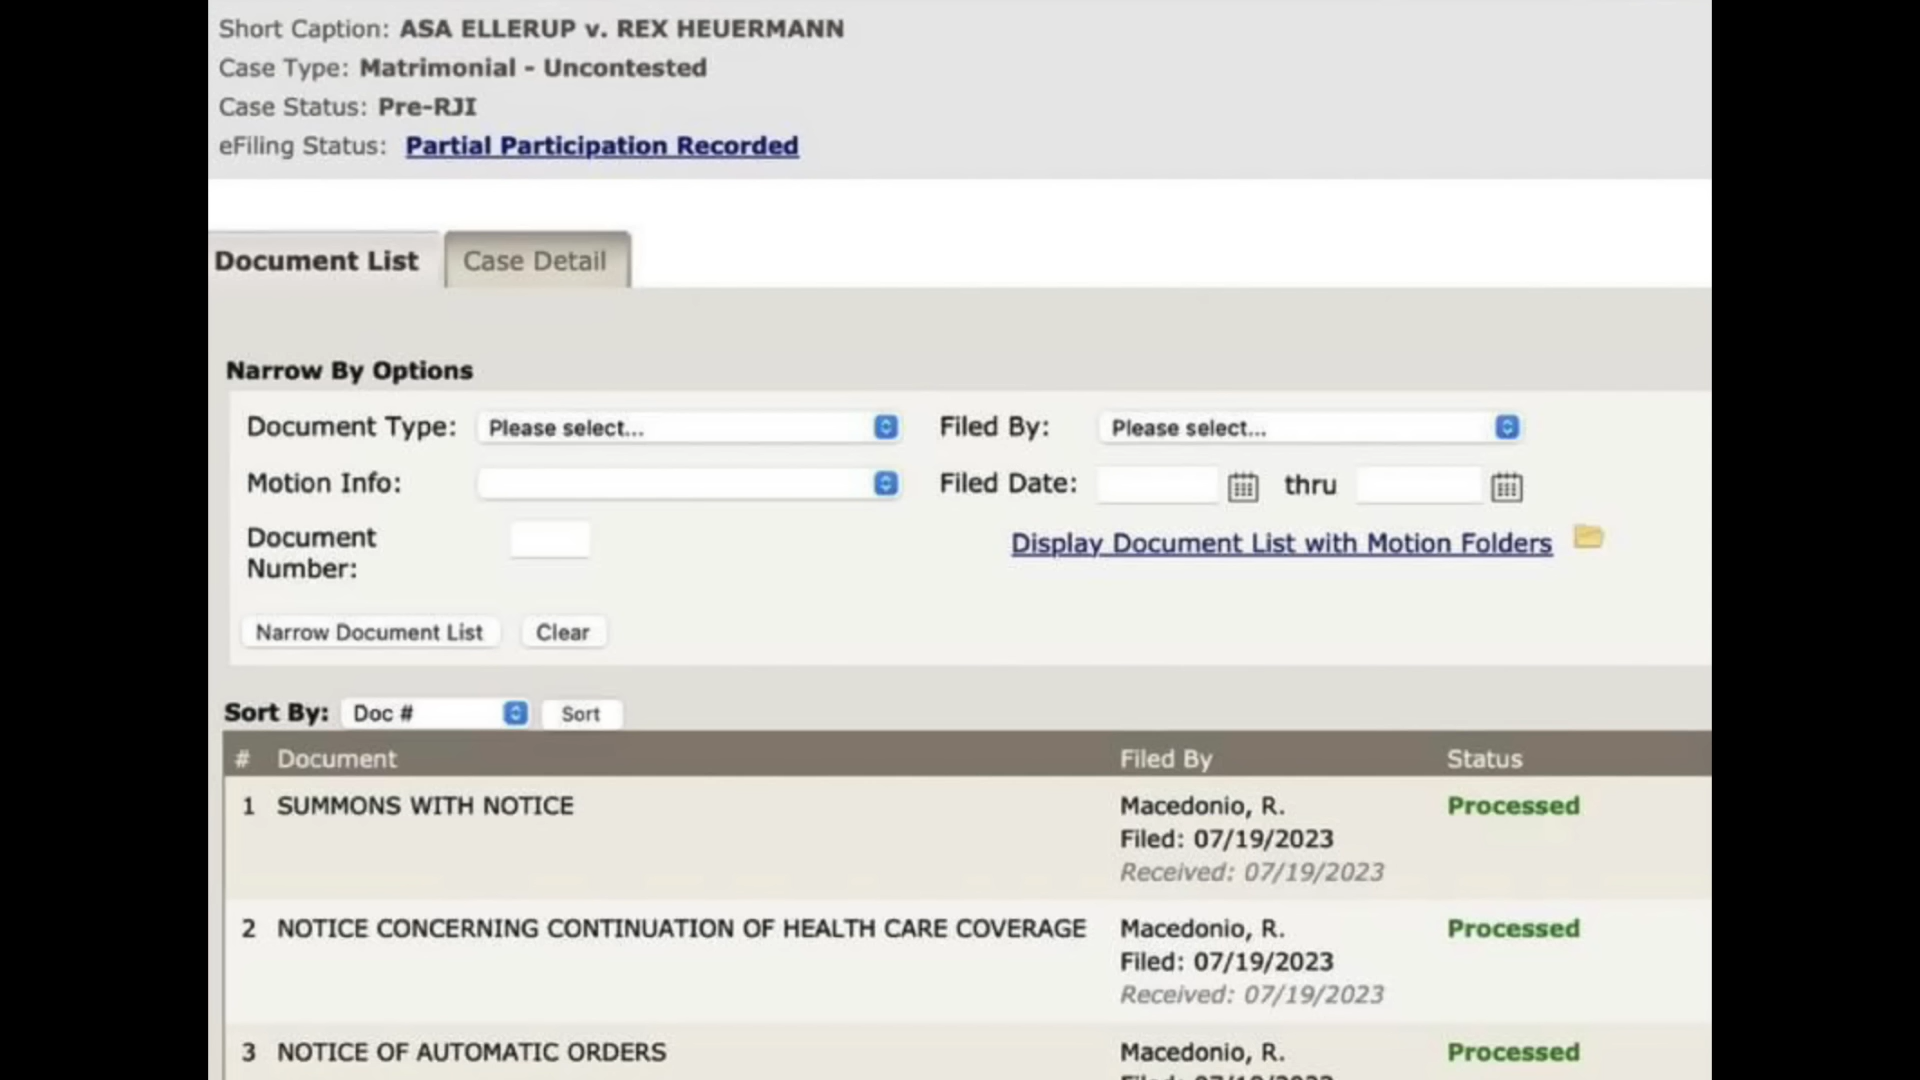 Short Caption: ASA ELLERUP v. REX HEUERMANN
Case Type: Matrimonial - Uncontested
Case Status: Pre-RJI
eFiling Status: Partial Participation Recorded
Document List Case Detail
Narrow By Options
Document Type: Please select... Filed By: Please select...
Motion Info: Filed Date: thru
Document
Number:
Display Document List with Motion Folders
Narrow Document List Clear
Sort By: Doc # Sort
# Document Filed By Status
1 SUMMONS WITH NOTICE Macedonio, R. Processed
Filed: 07/19/2023
Received: 07/19/2023
2 NOTICE CONCERNING CONTINUATION OF HEALTH CARE COVERAGE Macedonio, R. Processed
Filed: 07/19/2023
Received: 07/19/2023
3 NOTICE OF AUTOMATIC ORDERS Macedonio, R. Processed